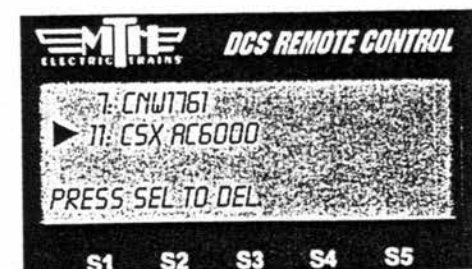 MTH
ELECTRIC TRAINS
DCS REMOTE CONTROL
7: CNW1761
11: CSX AC6000
PRESS SEL TO DEL
S1 S2 S3 S4 S5